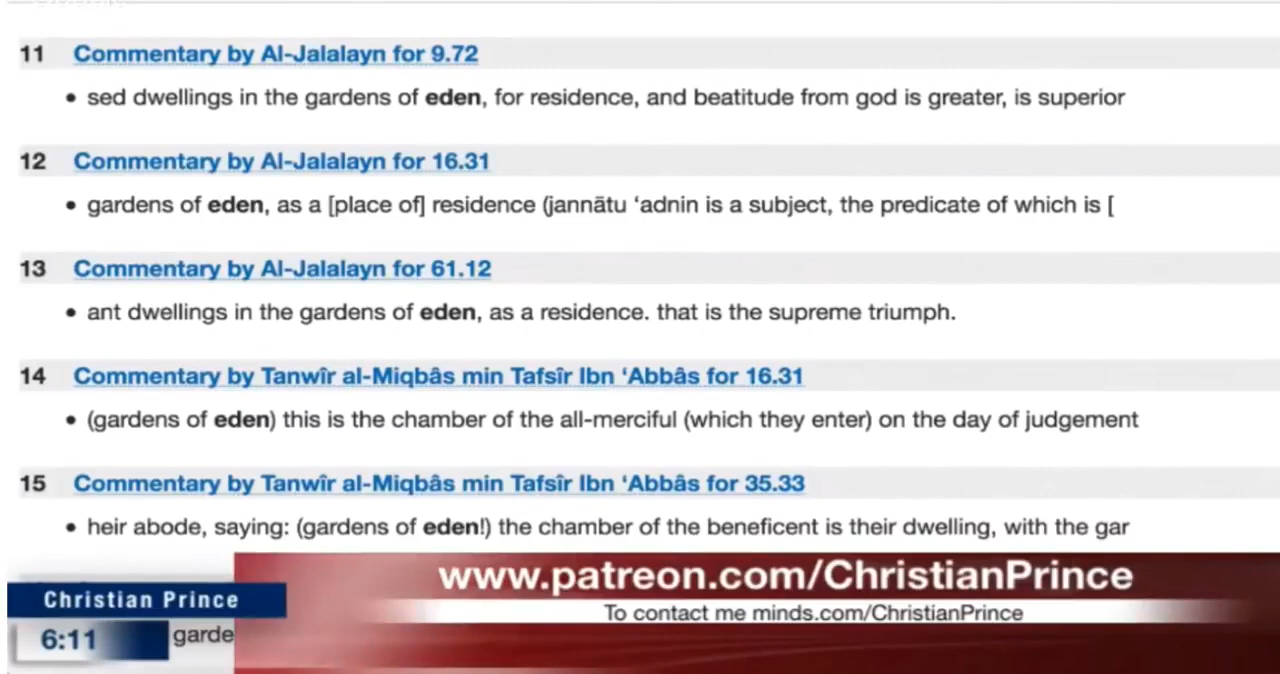 11 Commentary by Al-Jalalayn for 9.72
• sed dwellings in the gardens of eden, for residence, and beatitude from god is greater, is superior
12 Commentary by Al-Jalalayn for 16.31
• gardens of eden, as a [place of] residence (jannātu ‘adnin is a subject, the predicate of which is [
13 Commentary by Al-Jalalayn for 61.12
• ant dwellings in the gardens of eden, as a residence. that is the supreme triumph.
14 Commentary by Tanwîr al-Miqbâs min Tafsîr Ibn ‘Abbâs for 16.31
• (gardens of eden) this is the chamber of the all-merciful (which they enter) on the day of judgement
15 Commentary by Tanwîr al-Miqbâs min Tafsîr Ibn ‘Abbâs for 35.33
• heir abode, saying: (gardens of eden!) the chamber of the beneficent is their dwelling, with the gar
www.patreon.com/ChristianPrince
Christian Prince
To contact me minds.com/ChristianPrince
6:11
garde